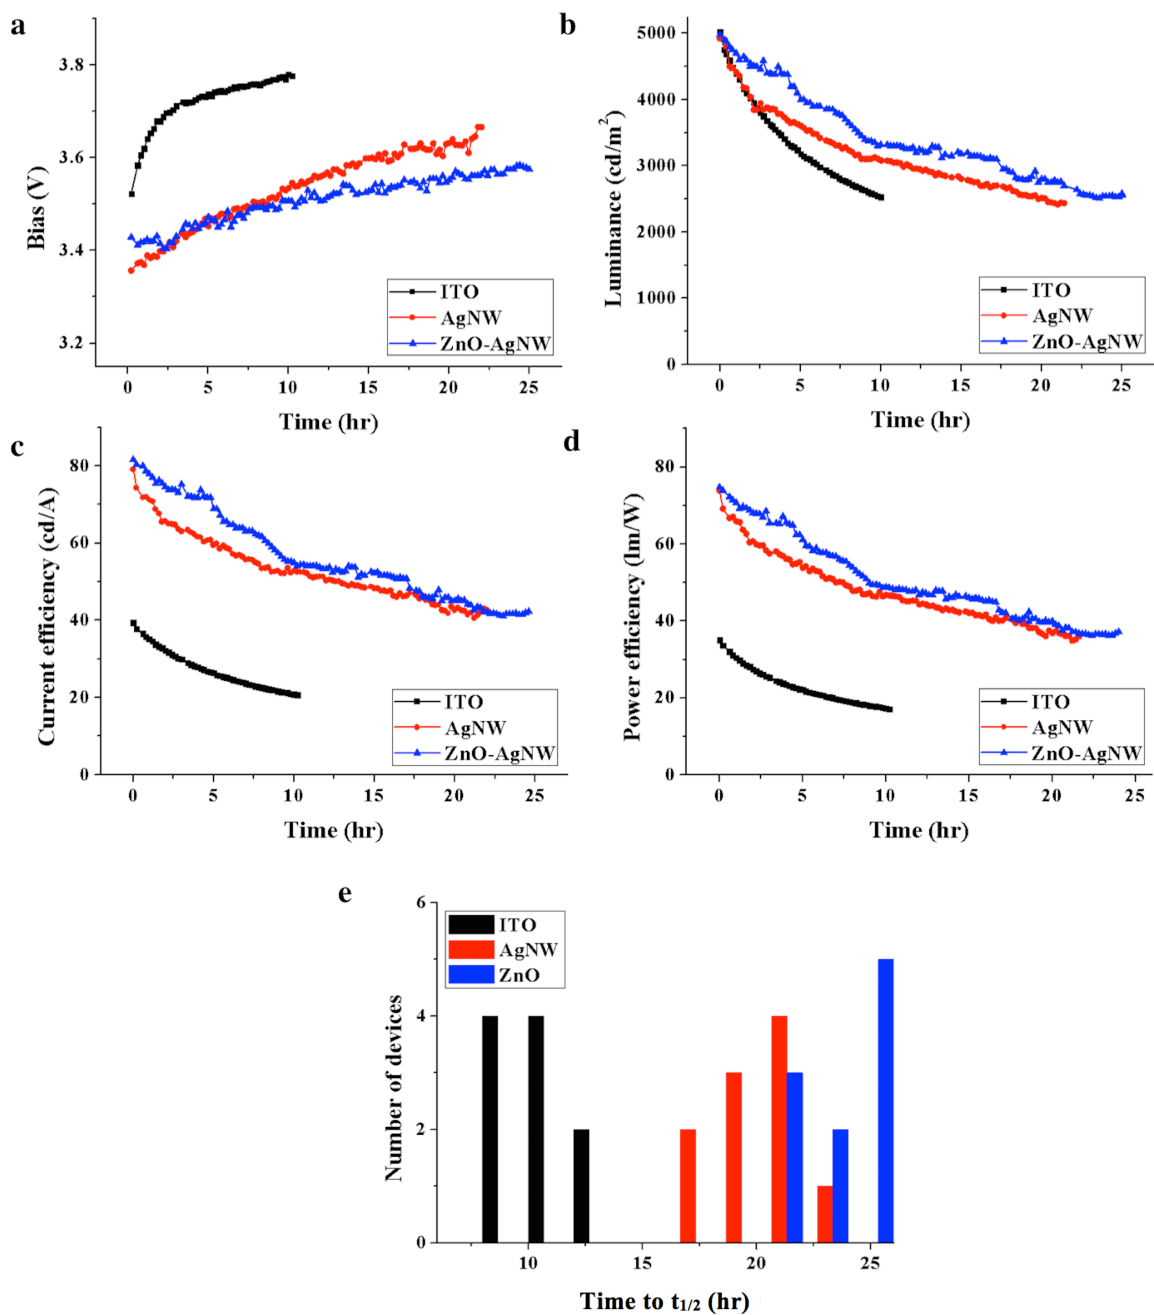 a
3.8
3.6
3.4
3.2
Bias (V)
0
5
10
15
20
25
Time (hr)
ITO
AgNW
ZnO-AgNW
b
5000
4000
3000
2000
1000
0
Luminance (cd/m²)
0
5
10
15
20
25
Time (hr)
ITO
AgNW
ZnO-AgNW
c
80
60
40
20
0
Current efficiency (cd/A)
0
5
10
15
20
25
Time (hr)
ITO
AgNW
ZnO-AgNW
d
80
60
40
20
0
Power efficiency (lm/W)
0
5
10
15
20
25
Time (hr)
ITO
AgNW
ZnO-AgNW
e
6
4
2
0
Number of devices
ITO
AgNW
ZnO
10
15
20
25
Time to t1/2 (hr)